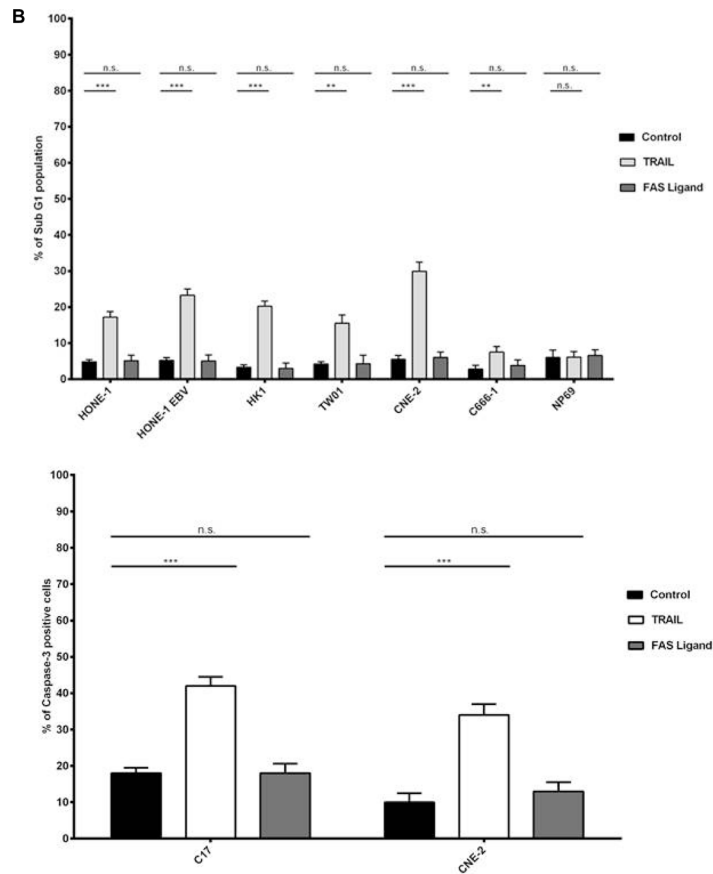 B
100
90
80
70
60
50
40
30
20
10
0
% of Sub G1 population
n.s. n.s. n.s. n.s. n.s. n.s. n.s.
*** *** *** ** *** ** n.s.
Control
TRAIL
FAS Ligand
HONE-1 HONE-1 EBV HK1 TW01 CNE-2 C666-1 NP69
100
90
80
70
60
50
40
30
20
10
0
% of Caspase-3 positive cells
n.s. n.s.
*** ***
Control
TRAIL
FAS Ligand
C17 CNE-2